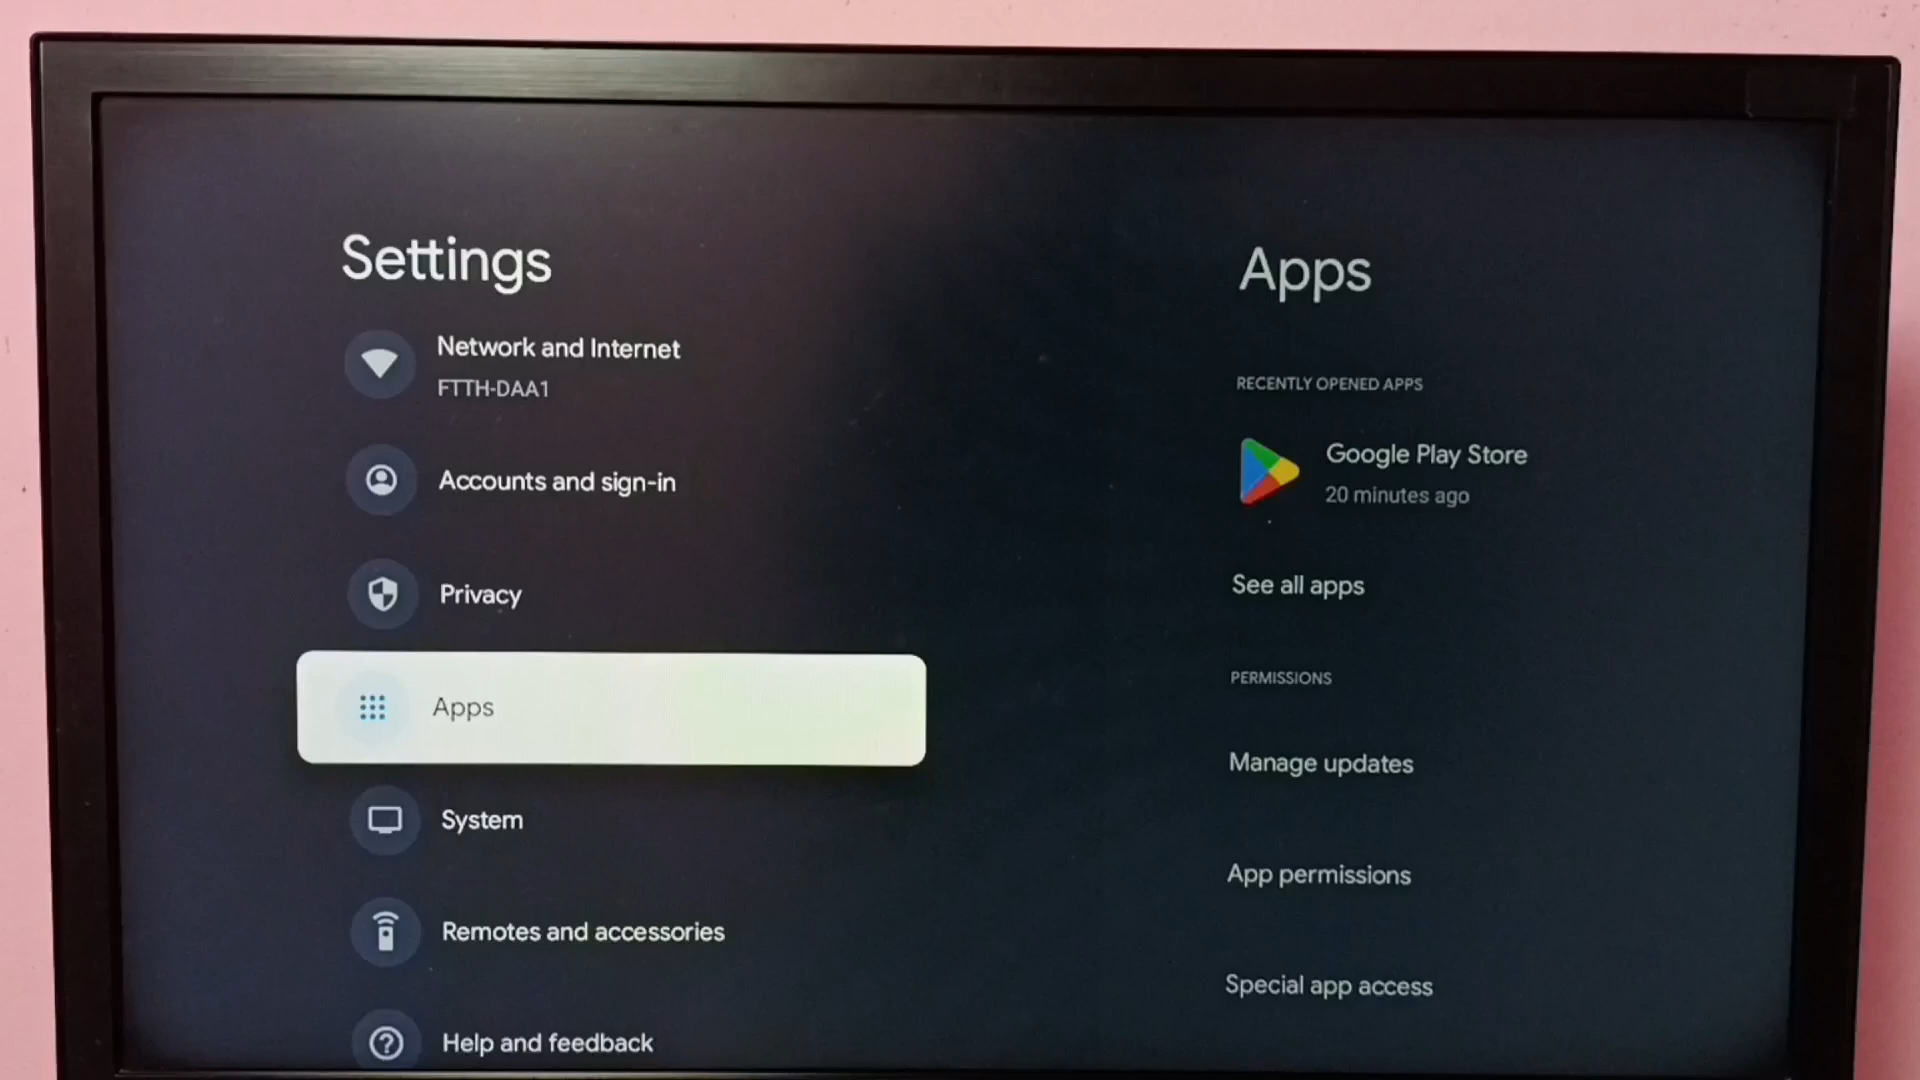 Settings
Network and Internet
FTTH-DAA1
Accounts and sign-in
Privacy
Apps
System
Remotes and accessories
Help and feedback
Apps
RECENTLY OPENED APPS
Google Play Store
20 minutes ago
See all apps
PERMISSIONS
Manage updates
App permissions
Special app access